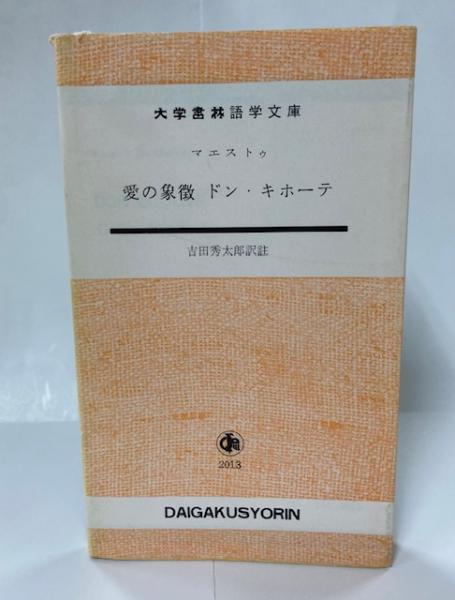 大学書林語学文庫
マエストゥ
愛の象徴 ドン・キホーテ
吉田秀太郎訳註
2013
DAIGAKUSYORIN